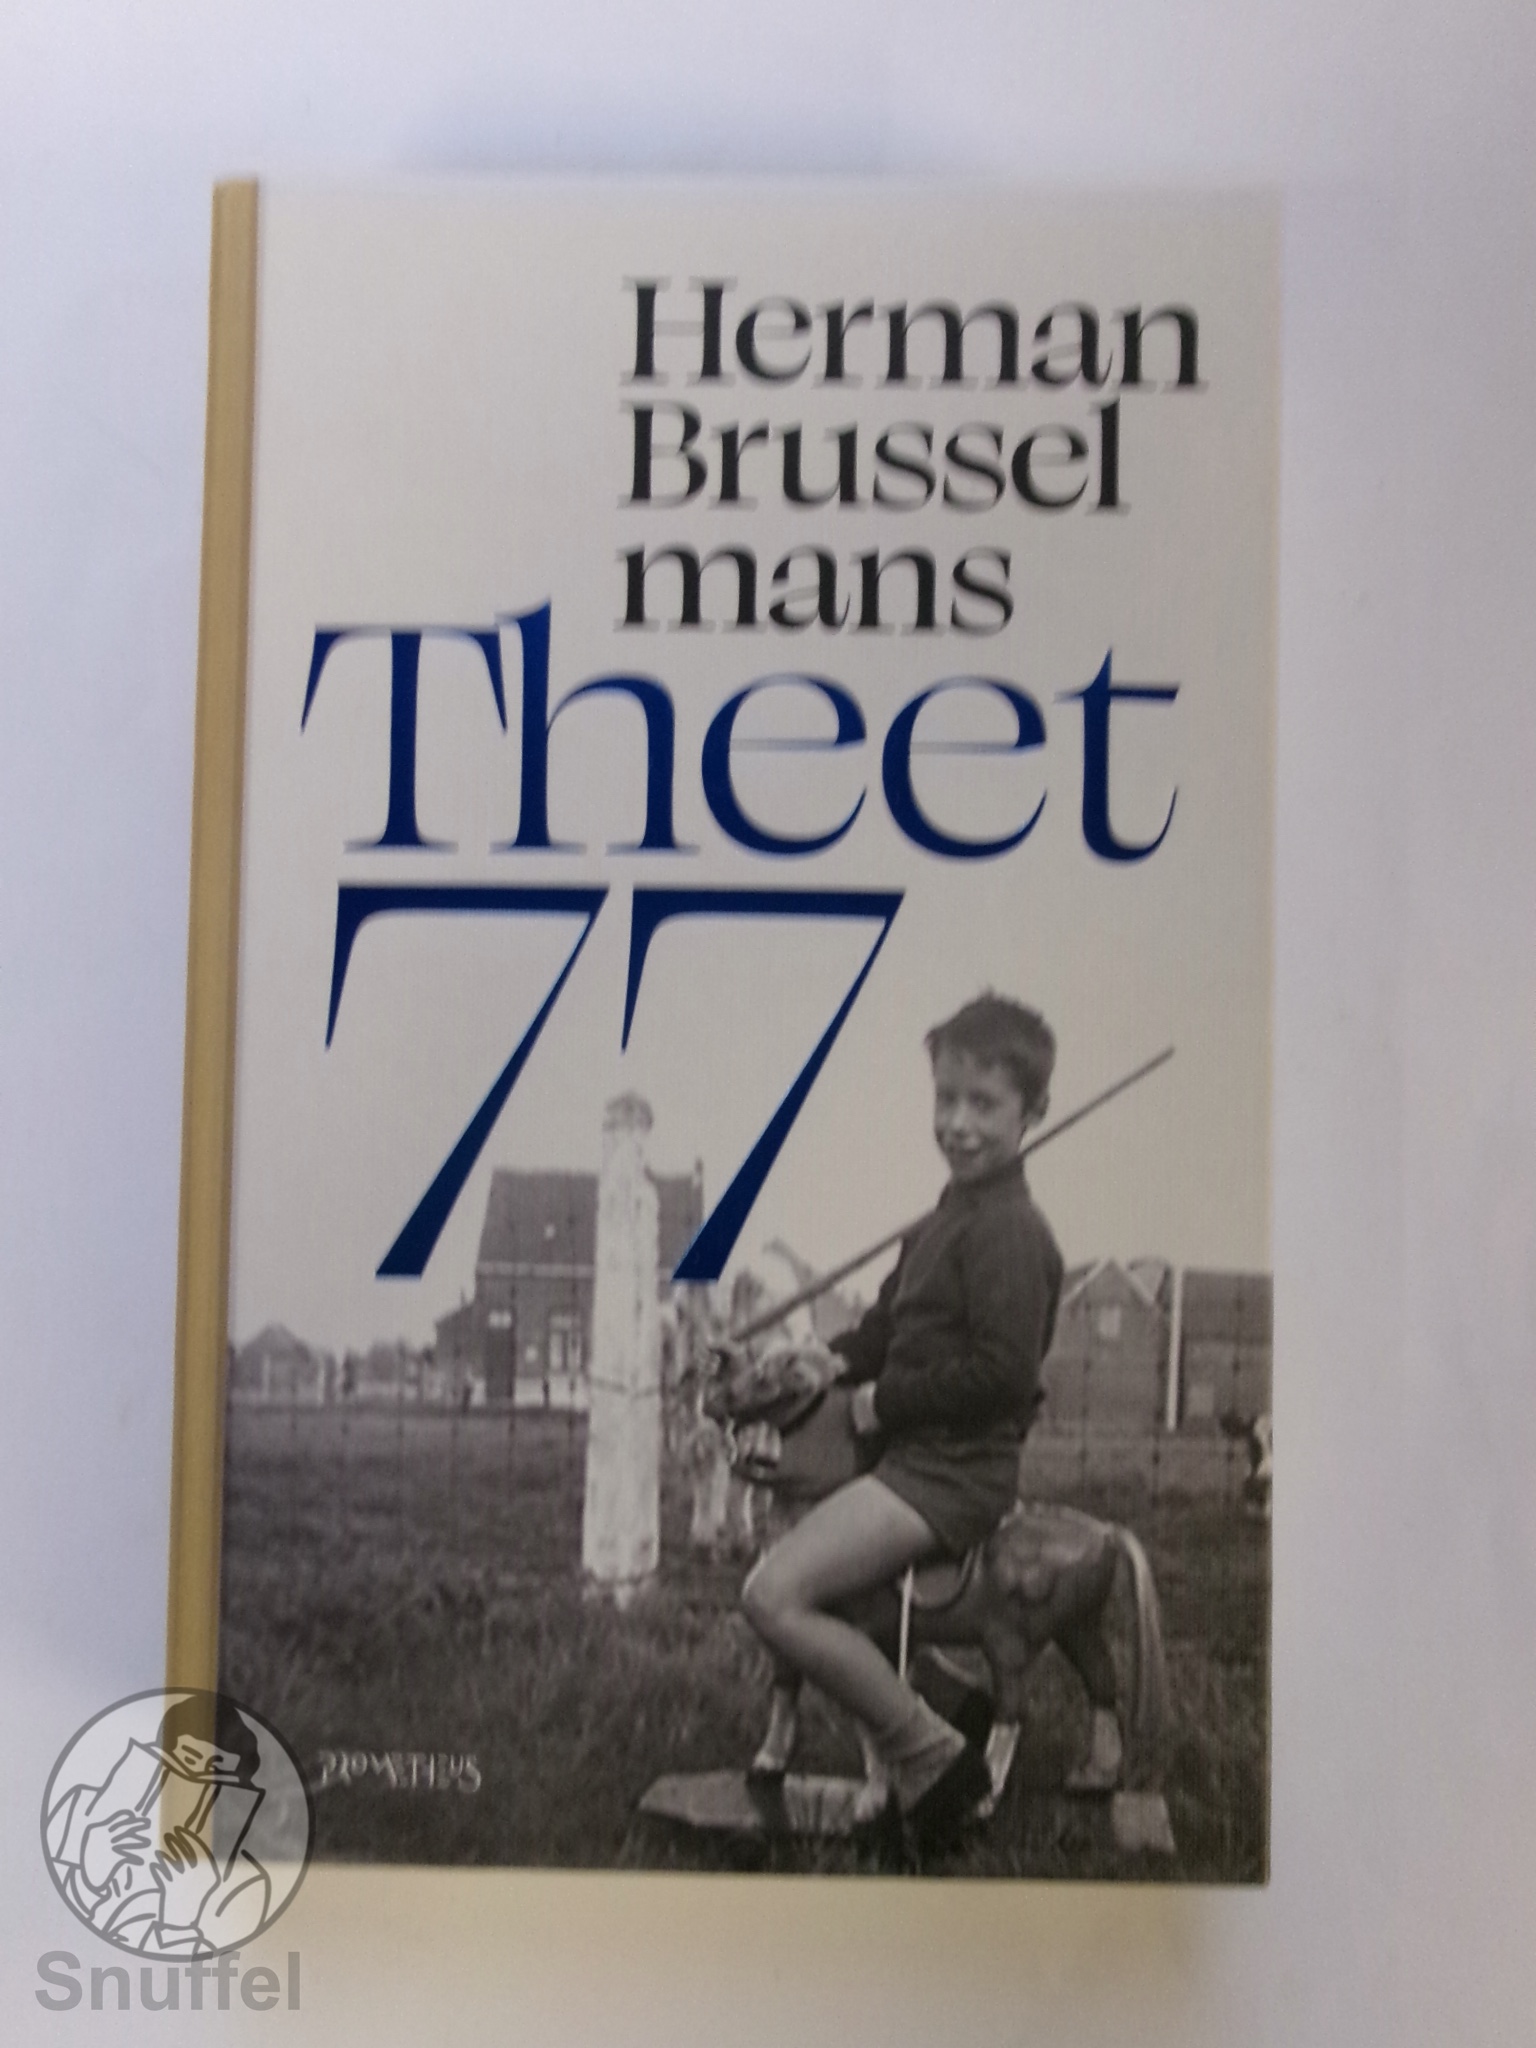 Herman
Brussel
mans
Theet
77
PROMETHEUS
Snuffel